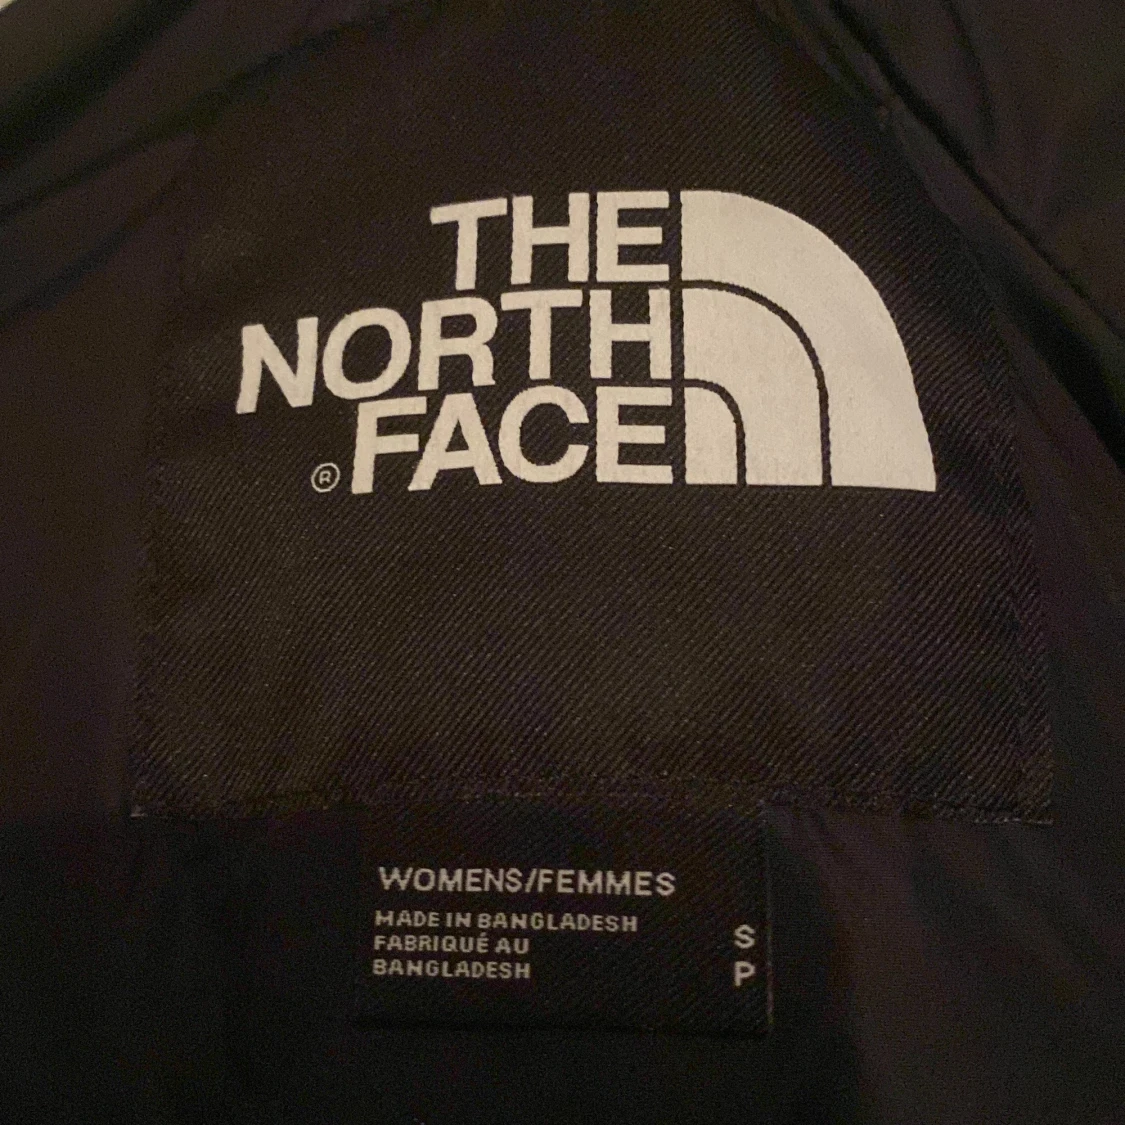 THE
NORTH
® FACE
WOMENS/FEMMES
MADE IN BANGLADESH
FABRIQUÉ AU
BANGLADESH
S
P